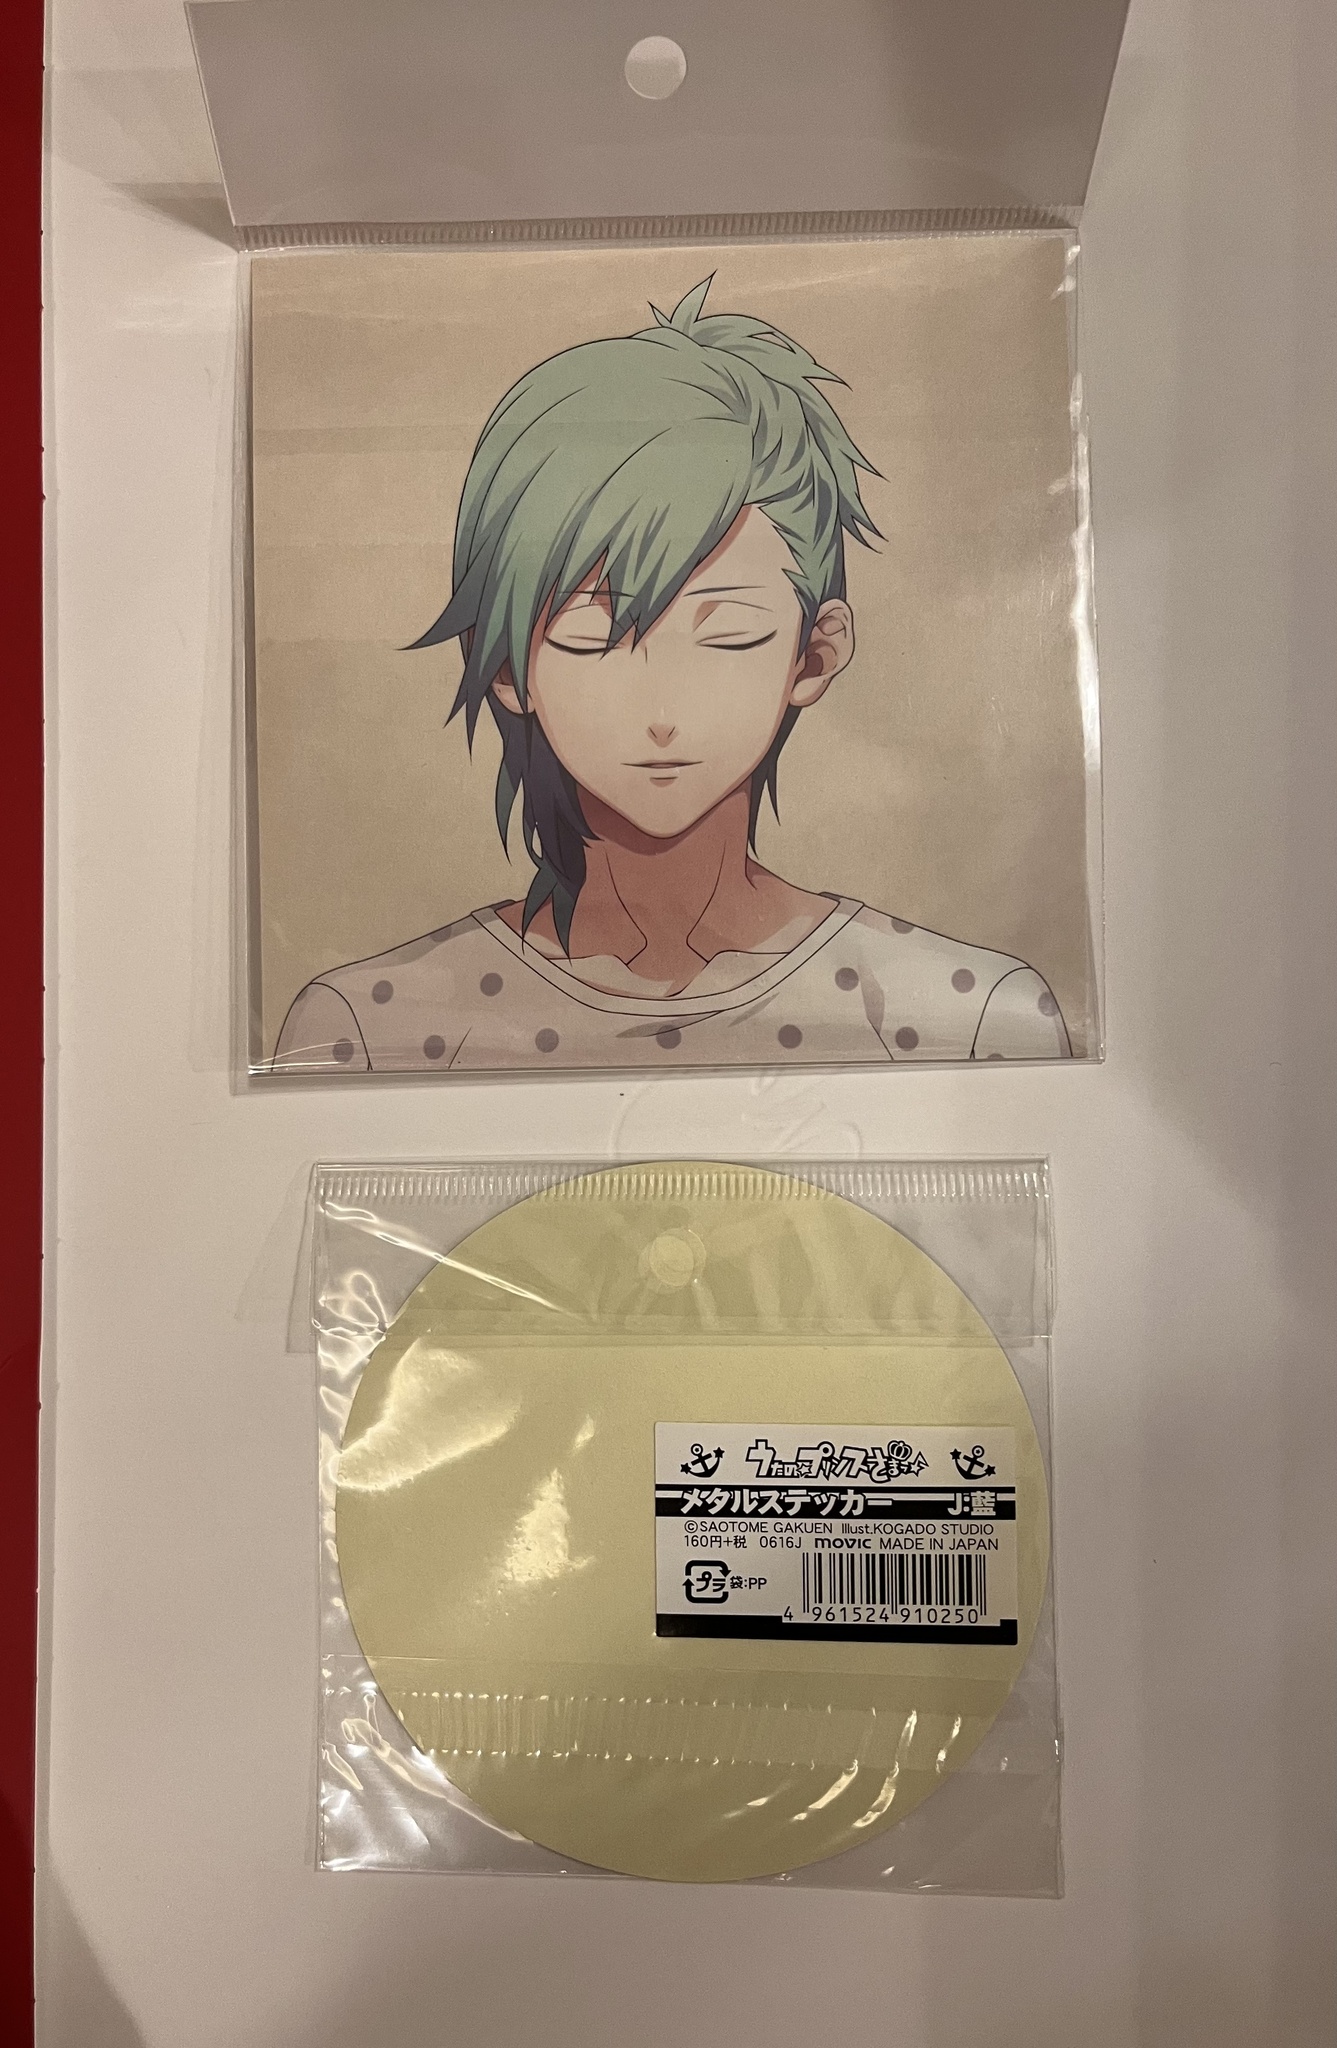 うたの☆プリンスさまっ♪
メタルステッカー J:藍
©SAOTOME GAKUEN Illust.KOGADO STUDIO
160円+税 0616J movic MADE IN JAPAN
プラ 袋:PP
4 961524 910250